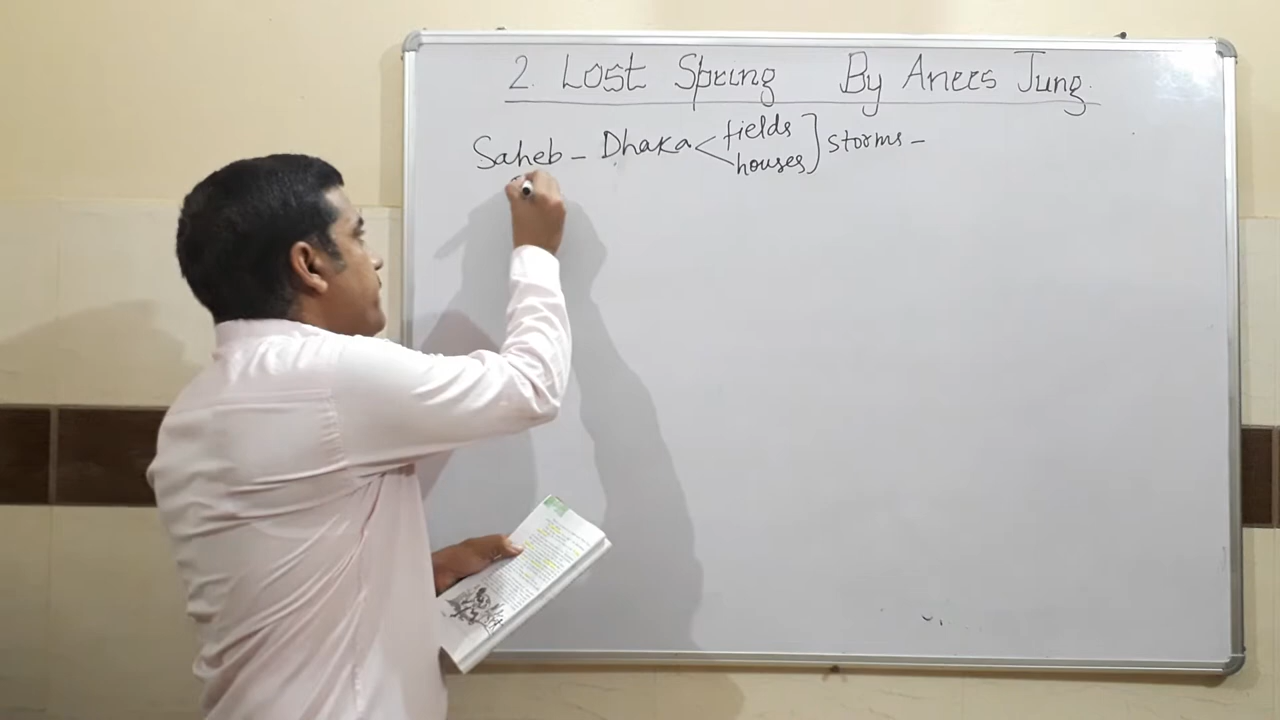 2. Lost Spring By Anees Jung.
Saheb - Dhaka < fields ] storms -
houses